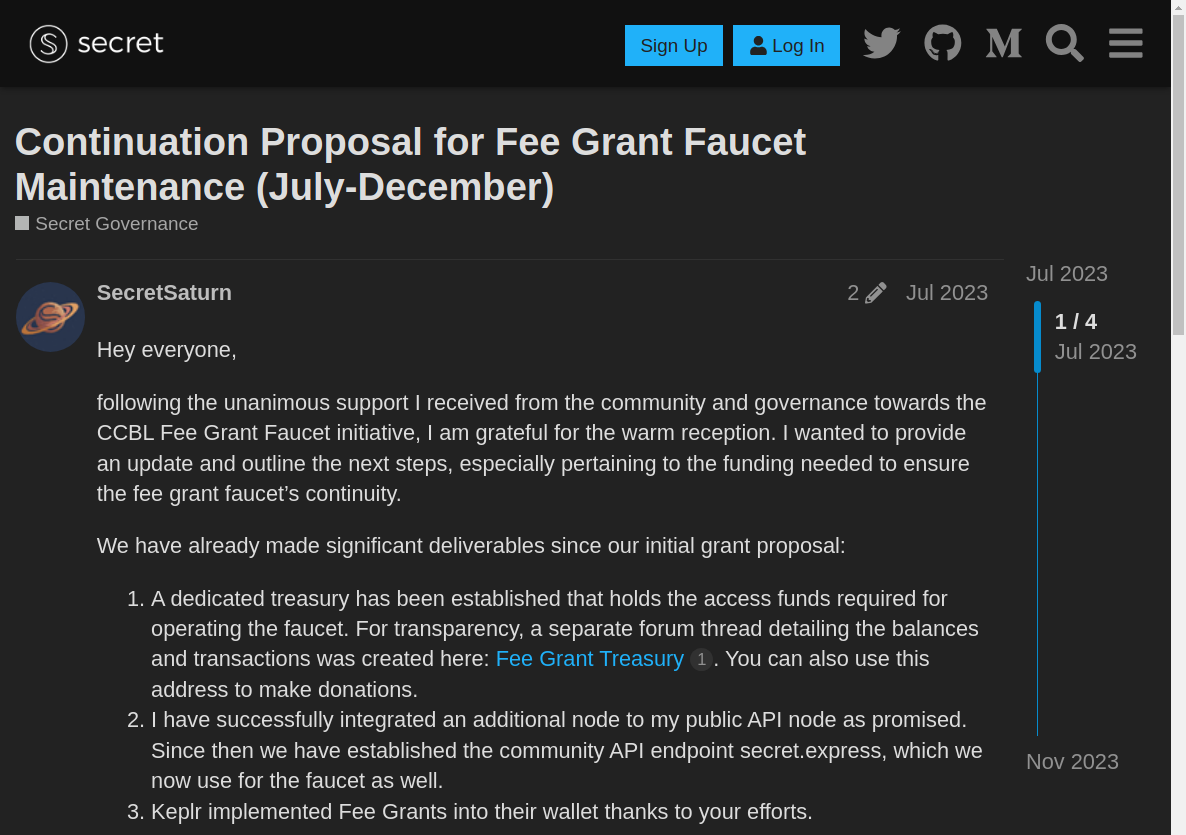 secret
Sign Up
Log In
Continuation Proposal for Fee Grant Faucet
Maintenance (July-December)
Secret Governance
SecretSaturn
2
Jul 2023
Hey everyone,
following the unanimous support I received from the community and governance towards the
CCBL Fee Grant Faucet initiative, I am grateful for the warm reception. I wanted to provide
an update and outline the next steps, especially pertaining to the funding needed to ensure
the fee grant faucet’s continuity.
We have already made significant deliverables since our initial grant proposal:
1. A dedicated treasury has been established that holds the access funds required for
operating the faucet. For transparency, a separate forum thread detailing the balances
and transactions was created here: Fee Grant Treasury 1. You can also use this
address to make donations.
2. I have successfully integrated an additional node to my public API node as promised.
Since then we have established the community API endpoint secret.express, which we
now use for the faucet as well.
3. Keplr implemented Fee Grants into their wallet thanks to your efforts.
Jul 2023
1 / 4
Jul 2023
Nov 2023